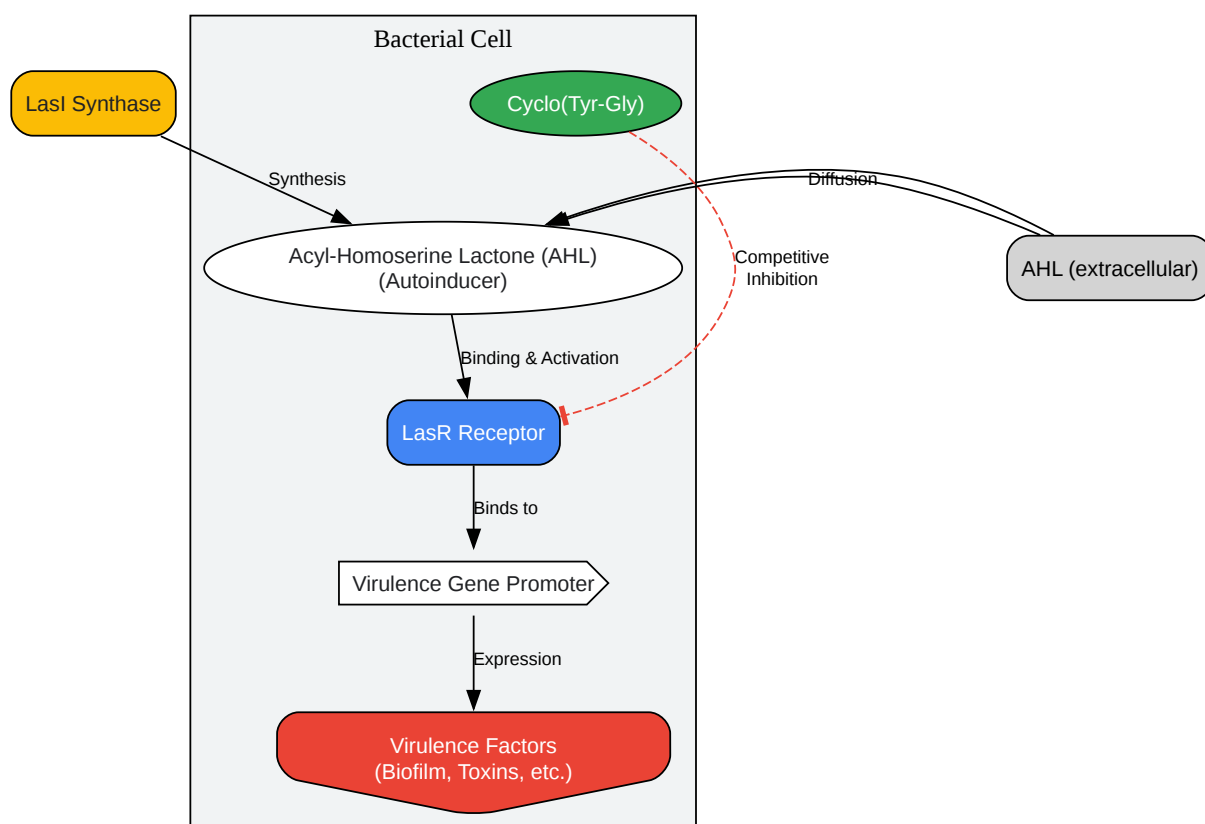 Bacterial Cell
LasI Synthase
Cyclo(Tyr-Gly)
Synthesis
Diffusion
Acyl-Homoserine Lactone (AHL)
(Autoinducer)
Competitive
Inhibition
AHL (extracellular)
Binding & Activation
LasR Receptor
Binds to
Virulence Gene Promoter
Expression
Virulence Factors
(Biofilm, Toxins, etc.)